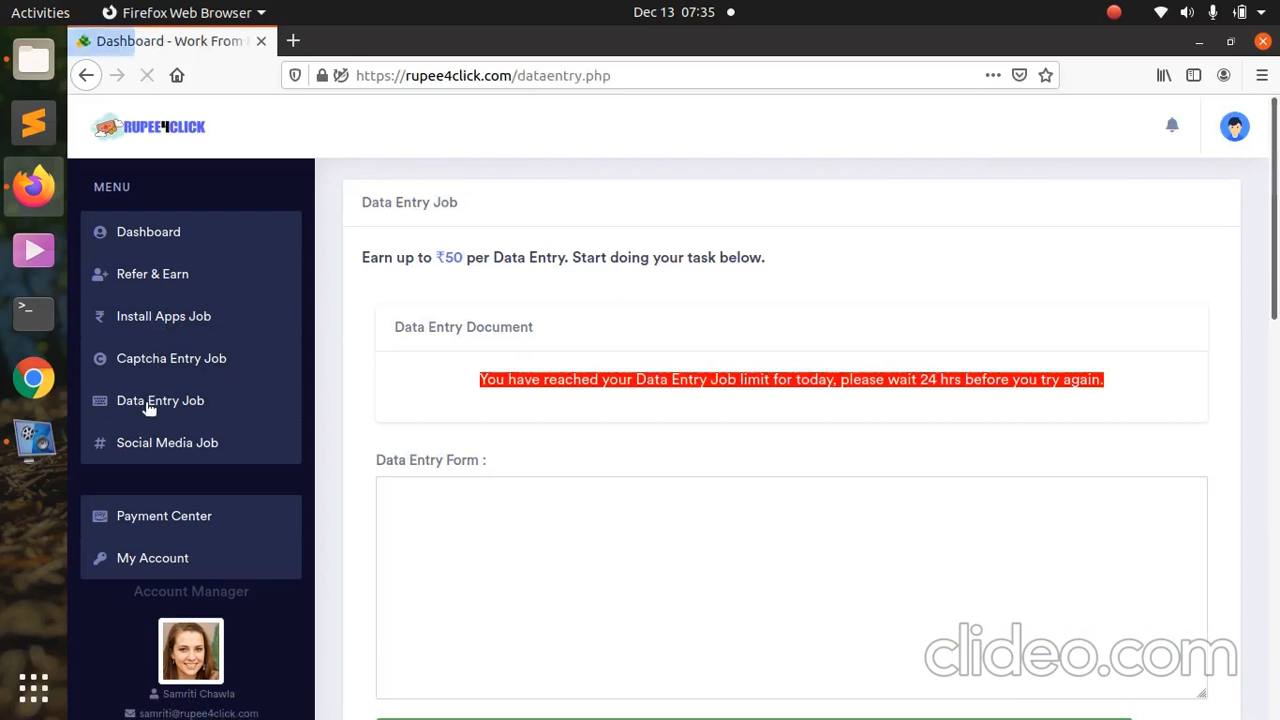 Activities
Firefox Web Browser
Dec 13 07:35
Dashboard - Work From
https://rupee4click.com/dataentry.php
RUPEE4CLICK
MENU
Dashboard
Refer & Earn
Install Apps Job
Captcha Entry Job
Data Entry Job
Social Media Job
Payment Center
My Account
Account Manager
Samriti Chawla
samriti@rupee4click.com
Data Entry Job
Earn up to ₹50 per Data Entry. Start doing your task below.
Data Entry Document
You have reached your Data Entry Job limit for today, please wait 24 hrs before you try again.
Data Entry Form :
clideo.com